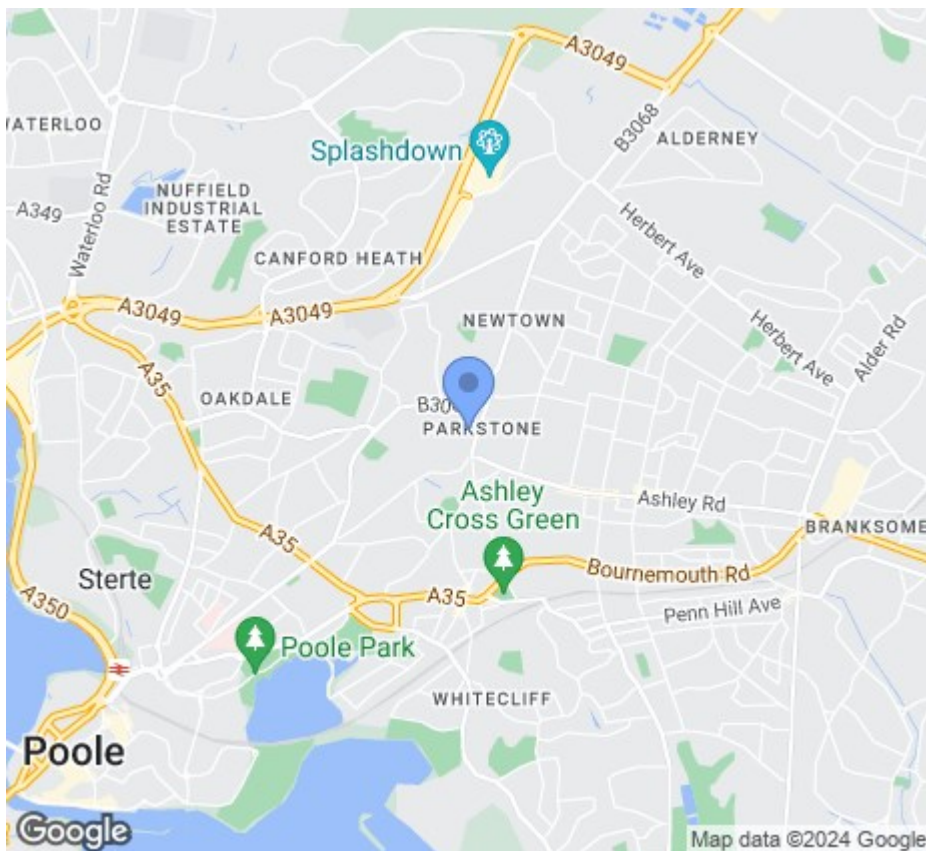 A3049
WATERLOO
Splashdown
B3068
ALDERNEY
Waterloo Rd
NUFFIELD
INDUSTRIAL
ESTATE
A349
Herbert Ave
CANFORD HEATH
A3049
A3049
NEWTOWN
Herbert Ave
Alder Rd
A35
OAKDALE
PARKSTONE
Ashley
Cross Green
Ashley Rd
BRANKSOME
A35
Sterte
A350
A35
Bournemouth Rd
Penn Hill Ave
Poole Park
WHITECLIFF
Poole
Google
Map data ©2024 Google